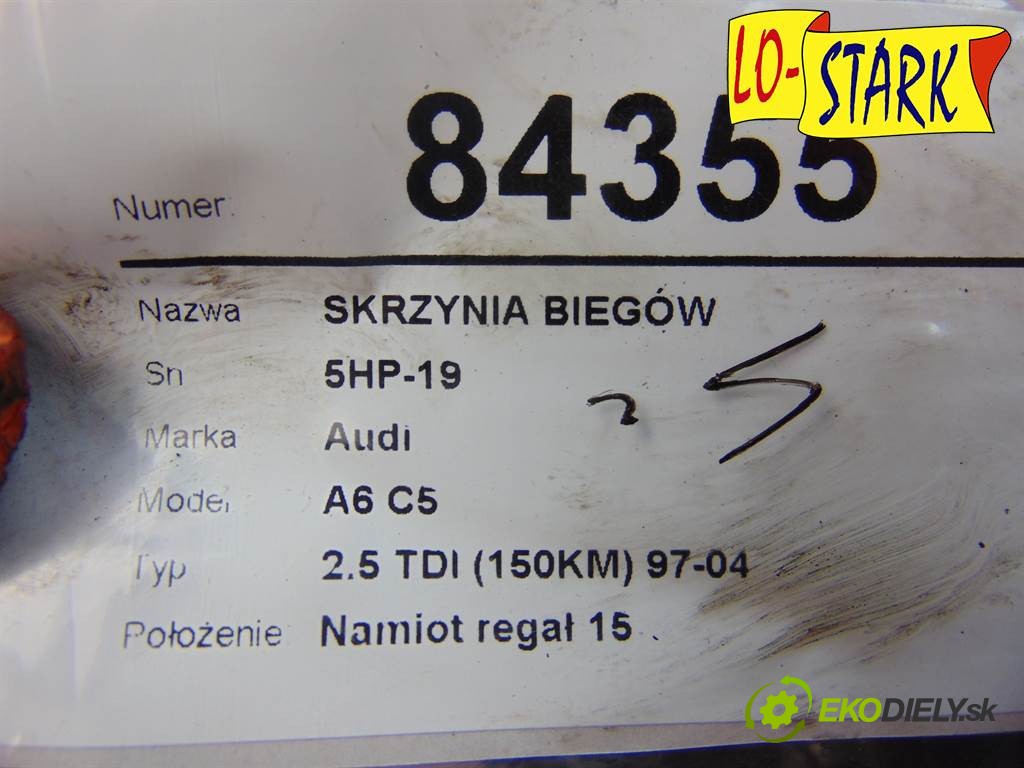 LO-STARK
Numer: 84355
Nazwa SKRZYNIA BIEGÓW
Sn 5HP-19
Marka Audi
Model A6 C5
Typ 2.5 TDI (150KM) 97-04
Położenie Namiot regał 15
EKODIELY.sk